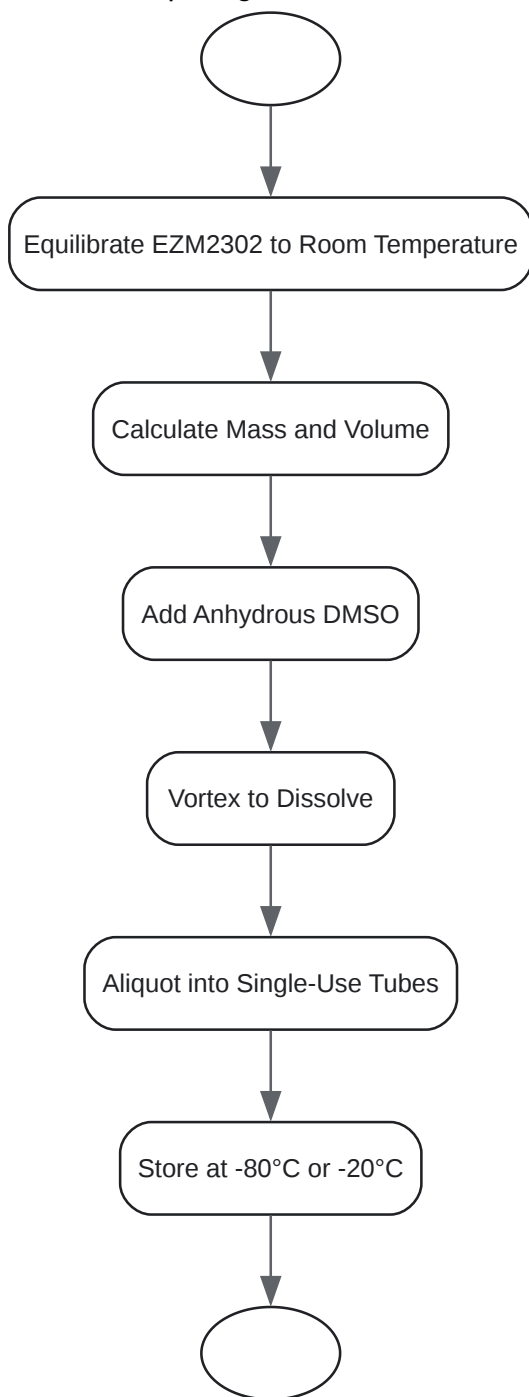 Equilibrate EZM2302 to Room Temperature
Calculate Mass and Volume
Add Anhydrous DMSO
Vortex to Dissolve
Aliquot into Single-Use Tubes
Store at -80°C or -20°C